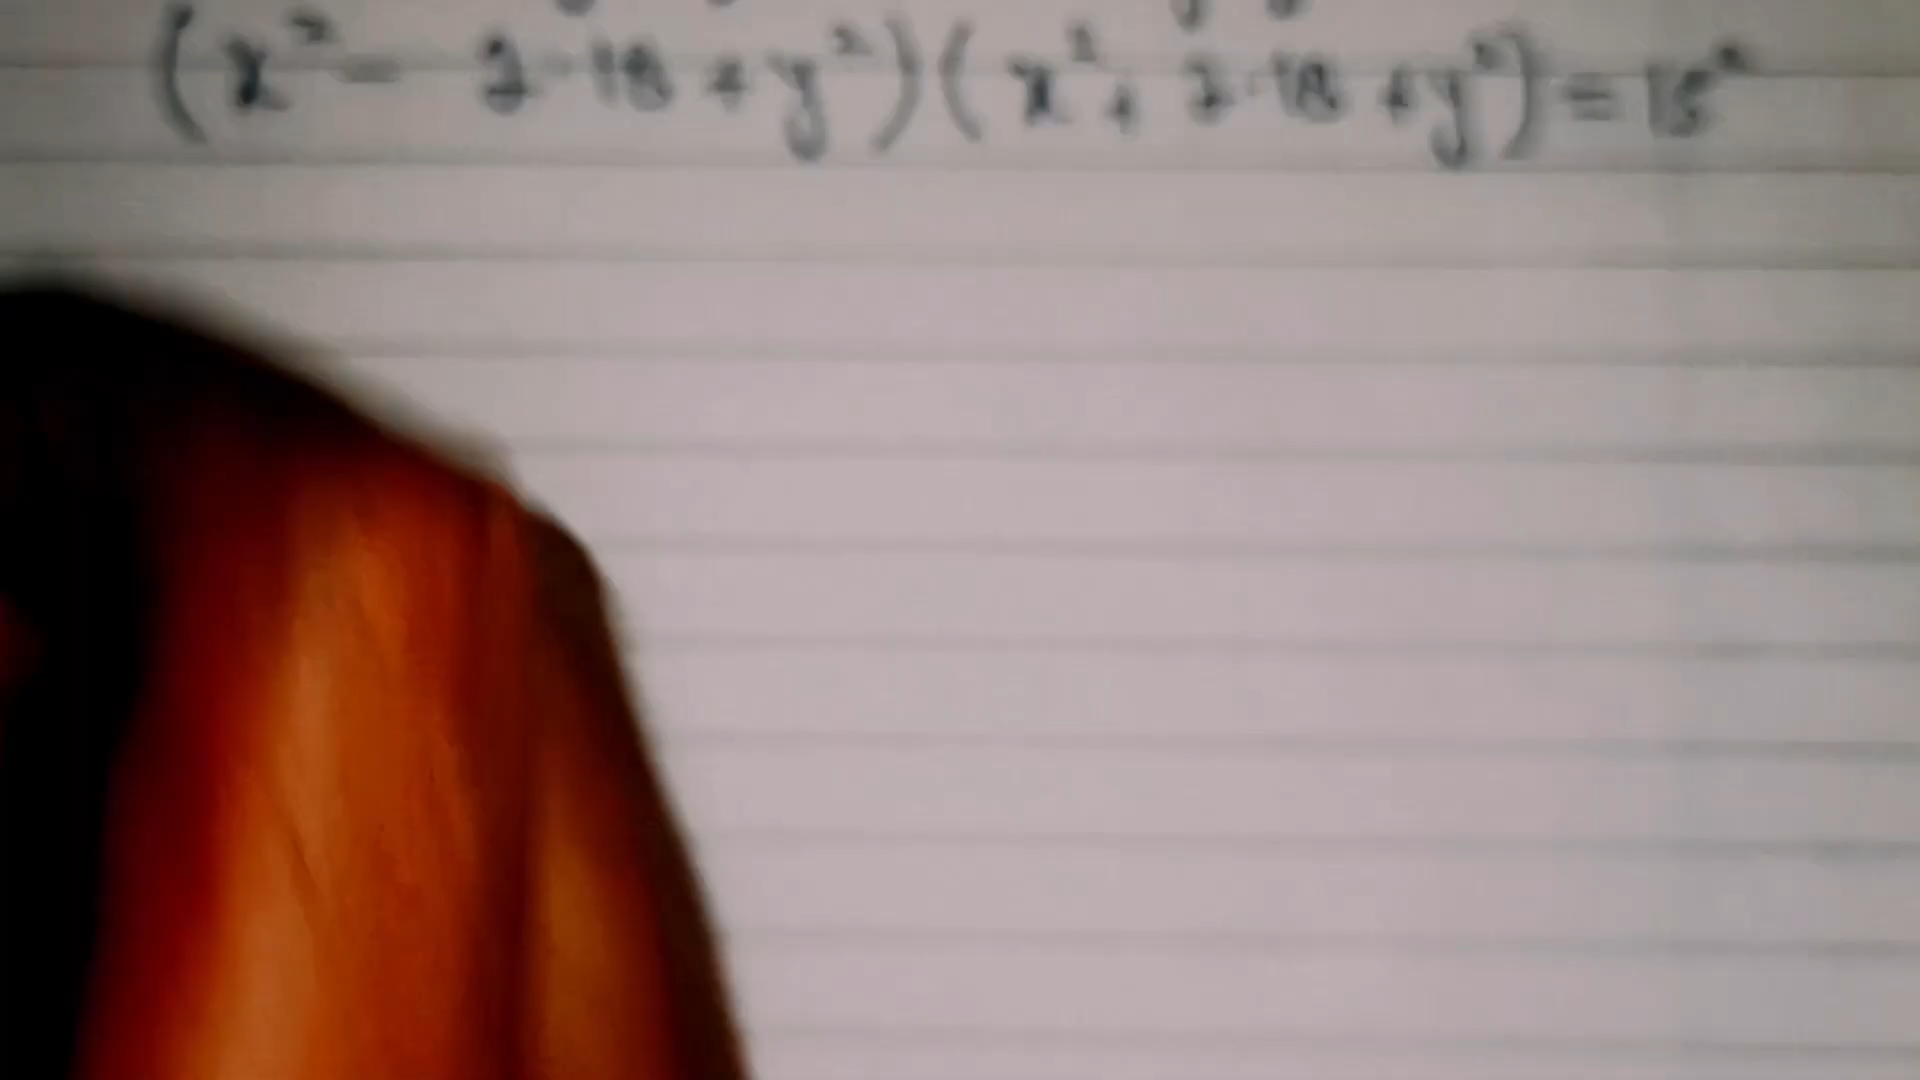 (x² - 2·18 + y²)(x² + 2·18 + y²) = 15²